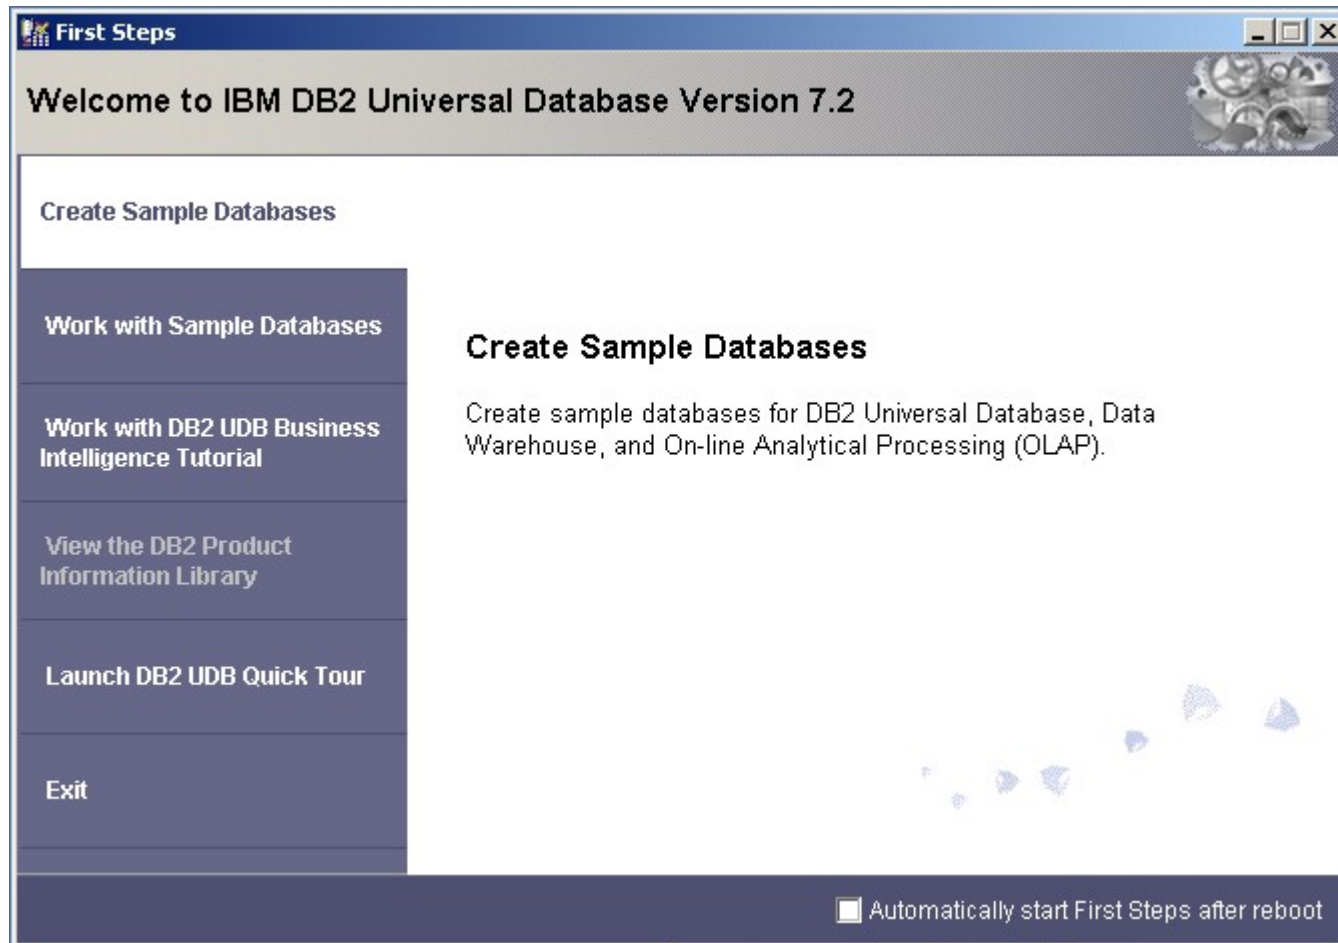 First Steps
Welcome to IBM DB2 Universal Database Version 7.2
Create Sample Databases
Work with Sample Databases
Work with DB2 UDB Business
Intelligence Tutorial
View the DB2 Product
Information Library
Launch DB2 UDB Quick Tour
Exit
Create Sample Databases
Create sample databases for DB2 Universal Database, Data
Warehouse, and On-line Analytical Processing (OLAP).
Automatically start First Steps after reboot